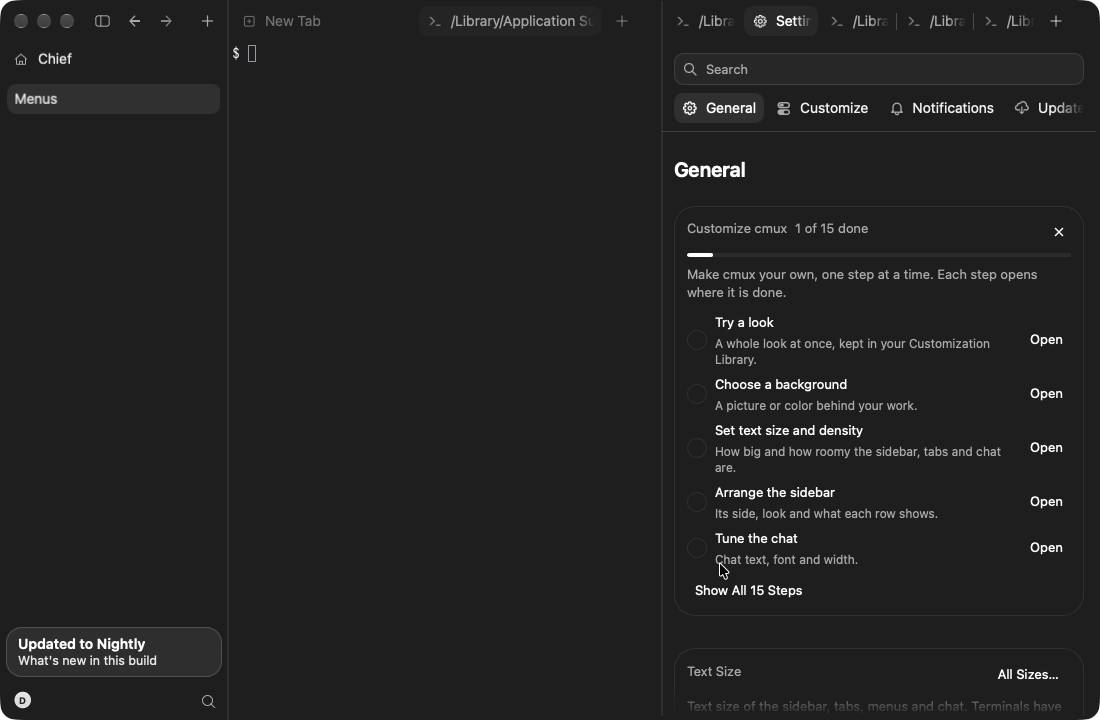 New Tab
/Library/Application Su
/Libra
Settin
/Libra
/Libra
/Libr
Chief
Menus
$
Search
General
Customize
Notifications
Update
General
Customize cmux 1 of 15 done
Make cmux your own, one step at a time. Each step opens
where it is done.
Try a look
A whole look at once, kept in your Customization
Library.
Open
Choose a background
A picture or color behind your work.
Open
Set text size and density
How big and how roomy the sidebar, tabs and chat
are.
Open
Arrange the sidebar
Its side, look and what each row shows.
Open
Tune the chat
Chat text, font and width.
Open
Show All 15 Steps
Text Size
All Sizes...
Text size of the sidebar, tabs, menus and chat. Terminals have
Updated to Nightly
What's new in this build
D